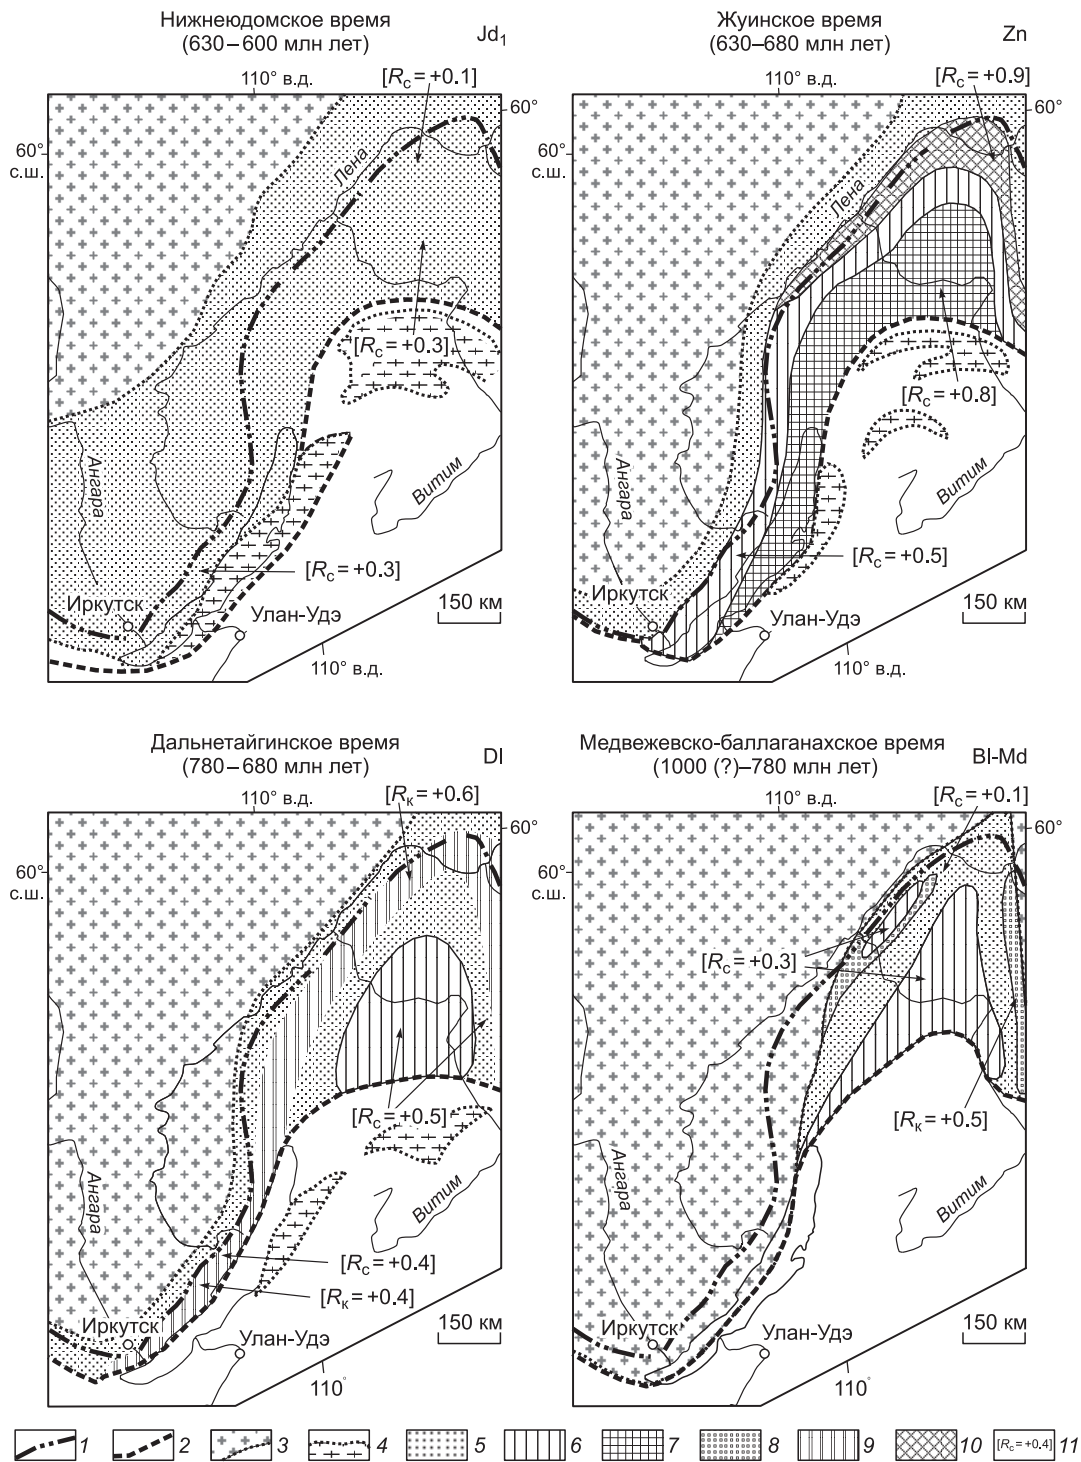 Нижнеюдомское время
(630–600 млн лет)
Jd1
110° в.д.
[Rс = +0.1]
60°
60°
с.ш.
Лена
[Rс = +0.3]
Ангара
Витим
[Rс = +0.3]
Иркутск
Улан-Удэ
150 км
110° в.д.
Жуинское время
(630–680 млн лет)
Zn
110° в.д.
[Rс = +0.9]
60°
60°
с.ш.
Лена
[Rс = +0.8]
Ангара
Витим
[Rс = +0.5]
Иркутск
Улан-Удэ
150 км
110° в.д.
Дальнетайгинское время
(780–680 млн лет)
Dl
110° в.д.
[Rк = +0.6]
60°
60°
с.ш.
[Rс = +0.5]
Ангара
Витим
[Rс = +0.4]
[Rк = +0.4]
Иркутск
Улан-Удэ
150 км
110°
Медвежевско-баллаганахское время
(1000 (?)–780 млн лет)
Bl-Md
110° в.д.
[Rс = +0.1]
60°
60°
с.ш.
[Rс = +0.3]
[Rк = +0.5]
Ангара
Витим
Иркутск
Улан-Удэ
150 км
110°
1 2 3 4 5 6 7 8 9 10 [Rс = +0.4] 11